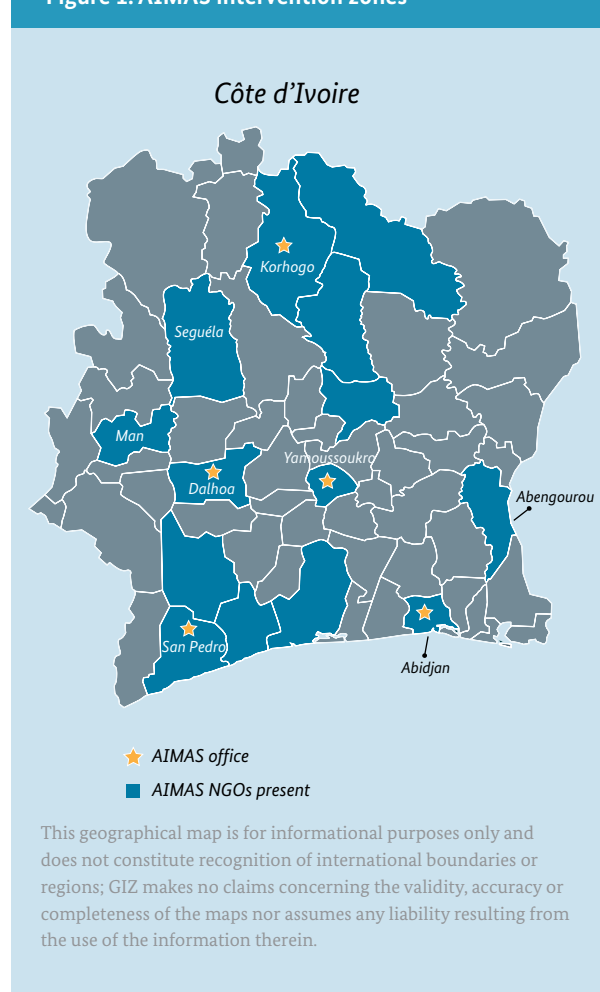 Figure 1: AIMAS intervention zones
Côte d’Ivoire
Korhogo
Seguéla
Man
Yamoussoukro
Dalhoa
Abengourou
San Pedro
Abidjan
AIMAS office
AIMAS NGOs present
This geographical map is for informational purposes only and
does not constitute recognition of international boundaries or
regions; GIZ makes no claims concerning the validity, accuracy or
completeness of the maps nor assumes any liability resulting from
the use of the information therein.